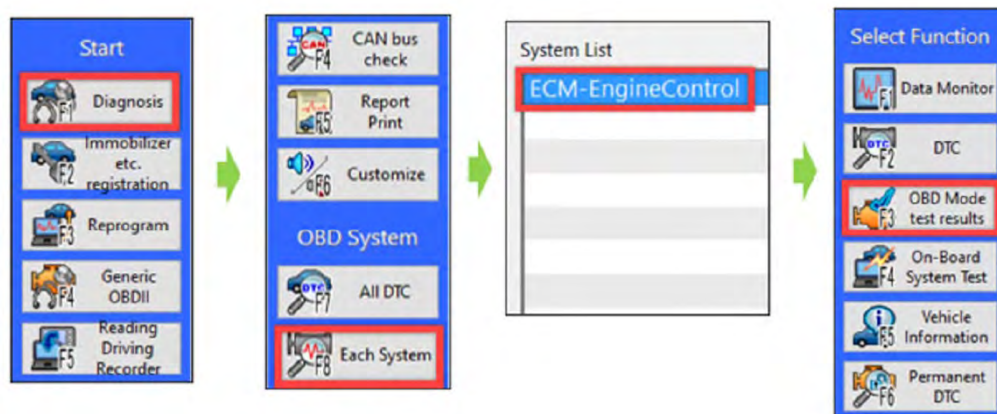 Start
F1
Diagnosis
Immobilizer
etc.
F2
registration
F3
Reprogram
Generic
F4
OBDII
Reading
Driving
F5
Recorder
CAN
CAN bus
F4
check
Report
F5
Print
F6
Customize
OBD System
DTC
F7
All DTC
F8
Each System
System List
ECM-EngineControl
Select Function
F1
Data Monitor
DTC
F2
DTC
OBD Mode
F3
test results
On-Board
F4
System Test
Vehicle
F5
Information
Permanent
F6
DTC